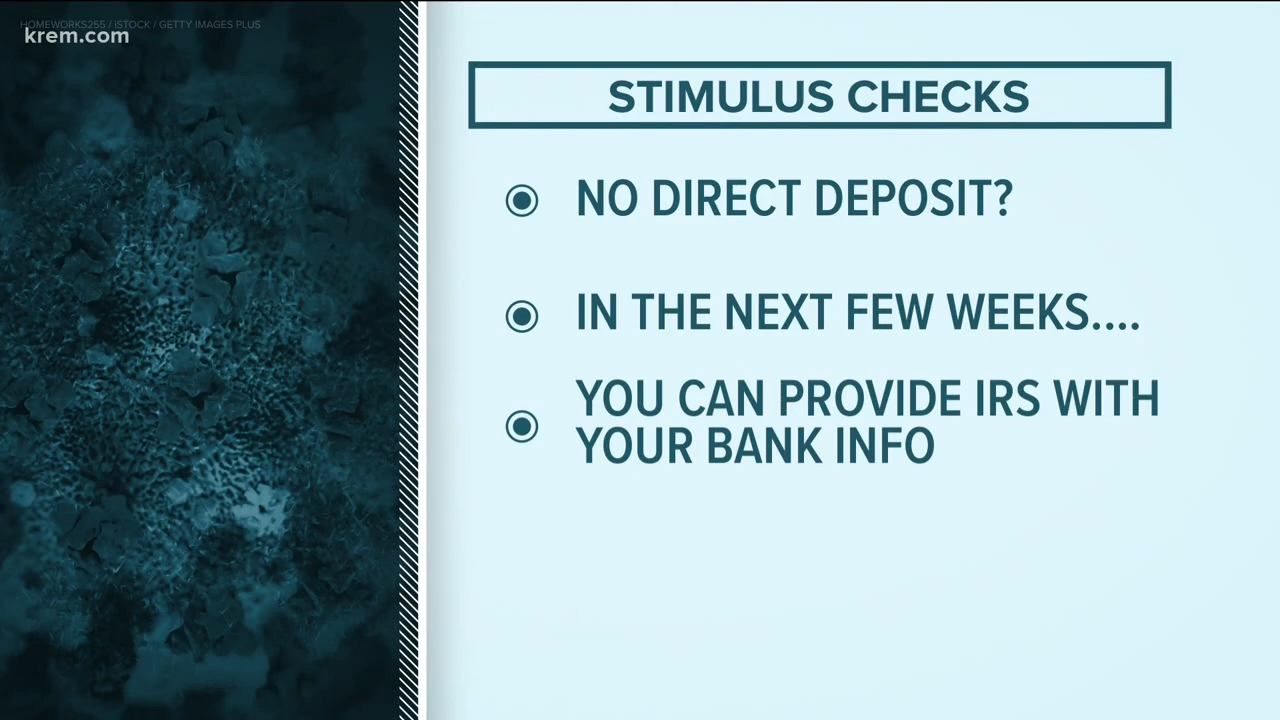 HOMEWORKS255 / iSTOCK / GETTY IMAGES PLUS
krem.com
STIMULUS CHECKS
NO DIRECT DEPOSIT?
IN THE NEXT FEW WEEKS....
YOU CAN PROVIDE IRS WITH
YOUR BANK INFO